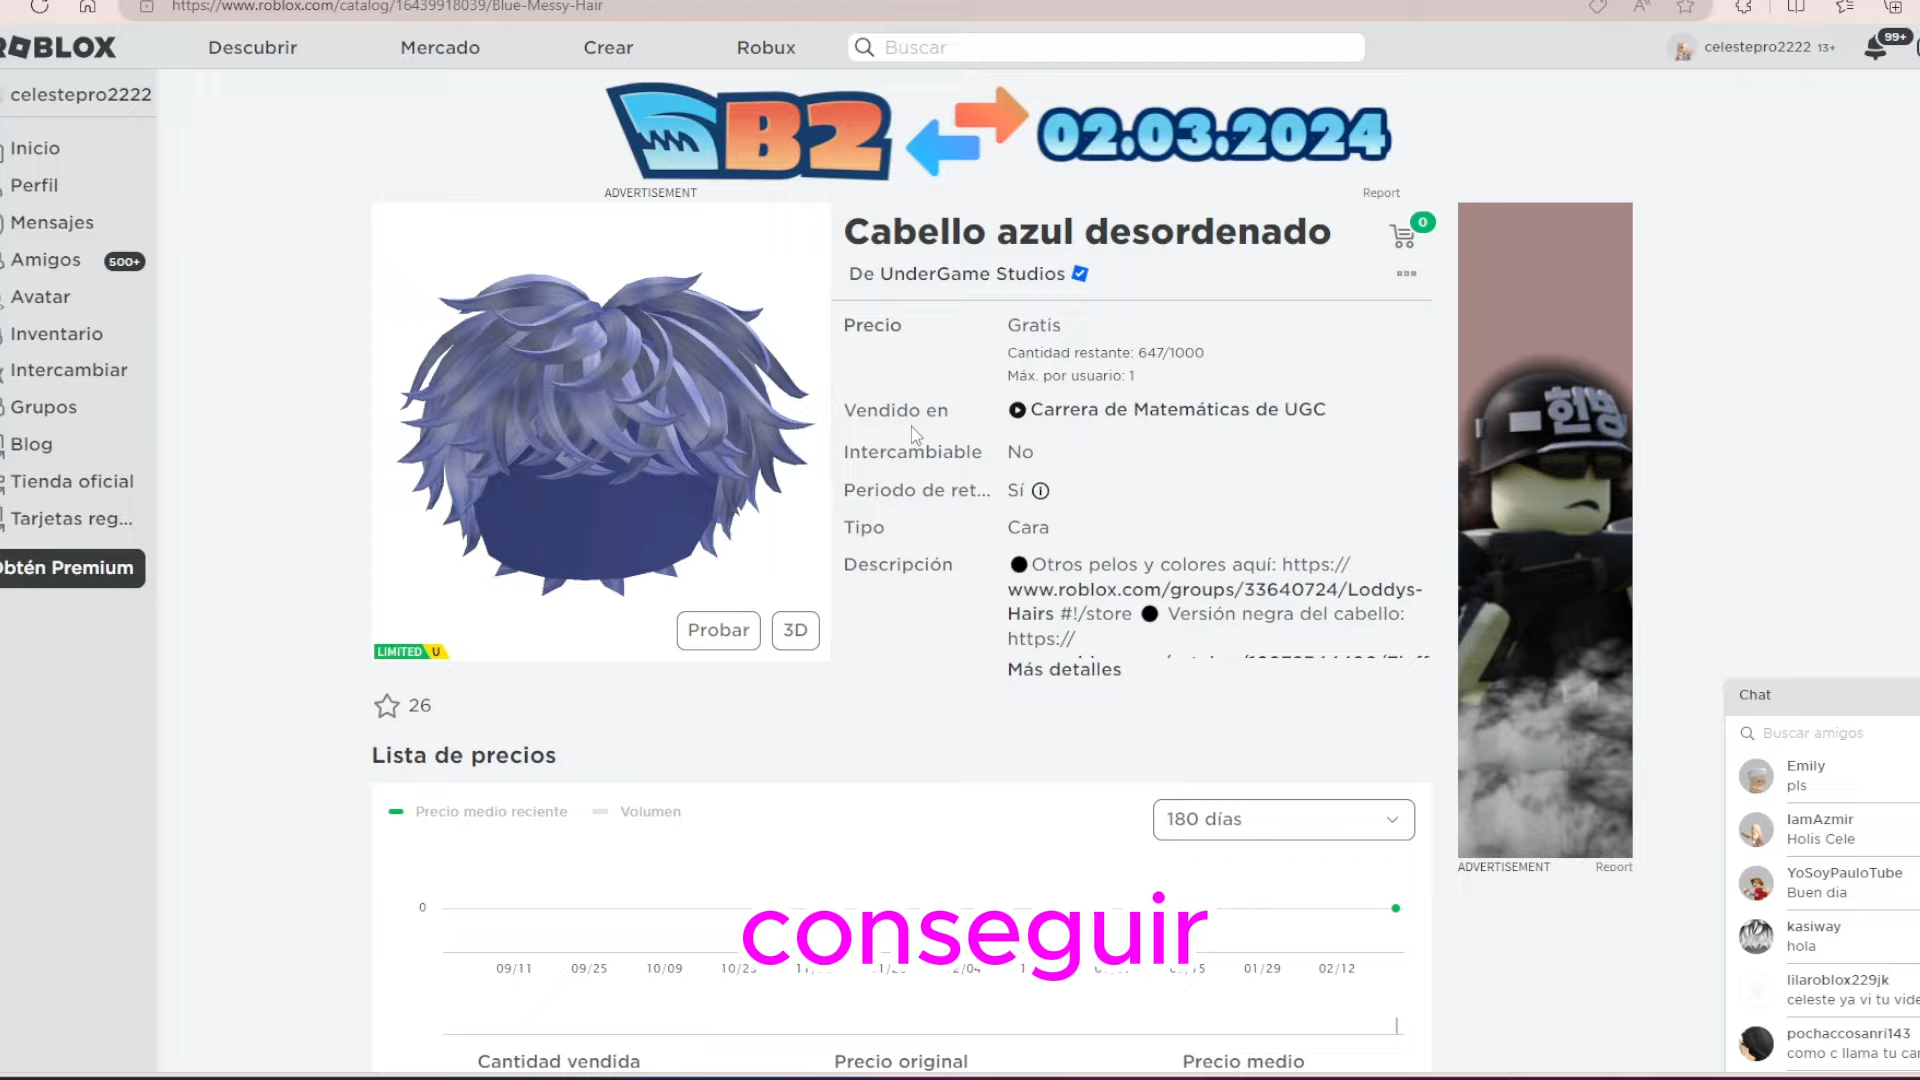 https://www.roblox.com/catalog/16439918039/Blue-Messy-Hair
ROBLOX
Descubrir
Mercado
Crear
Robux
Buscar
celestepro2222 13+
99+
celestepro2222
Inicio
Perfil
Mensajes
Amigos 500+
Avatar
Inventario
Intercambiar
Grupos
Blog
Tienda oficial
Tarjetas reg...
Obtén Premium
B2 02.03.2024
ADVERTISEMENT
Report
Cabello azul desordenado
0
De UnderGame Studios
Precio
Gratis
Cantidad restante: 647/1000
Máx. por usuario: 1
Vendido en
Carrera de Matemáticas de UGC
Intercambiable
No
Periodo de ret...
Sí
Tipo
Cara
Descripción
Otros pelos y colores aquí: https://
www.roblox.com/groups/33640724/Loddys-
Hairs #!/store ● Versión negra del cabello:
https://
Más detalles
Probar
3D
LIMITED U
26
헌병
ADVERTISEMENT
Report
Lista de precios
Precio medio reciente
Volumen
180 días
0
09/11
09/25
10/09
01/29
02/12
conseguir
Cantidad vendida
Precio original
Precio medio
Chat
Buscar amigos
Emily
pls
IamAzmir
Holis Cele
YoSoyPauloTube
Buen dia
kasiway
hola
lilaroblox229jk
celeste ya vi tu vide
pochaccosanri143
como c llama tu car